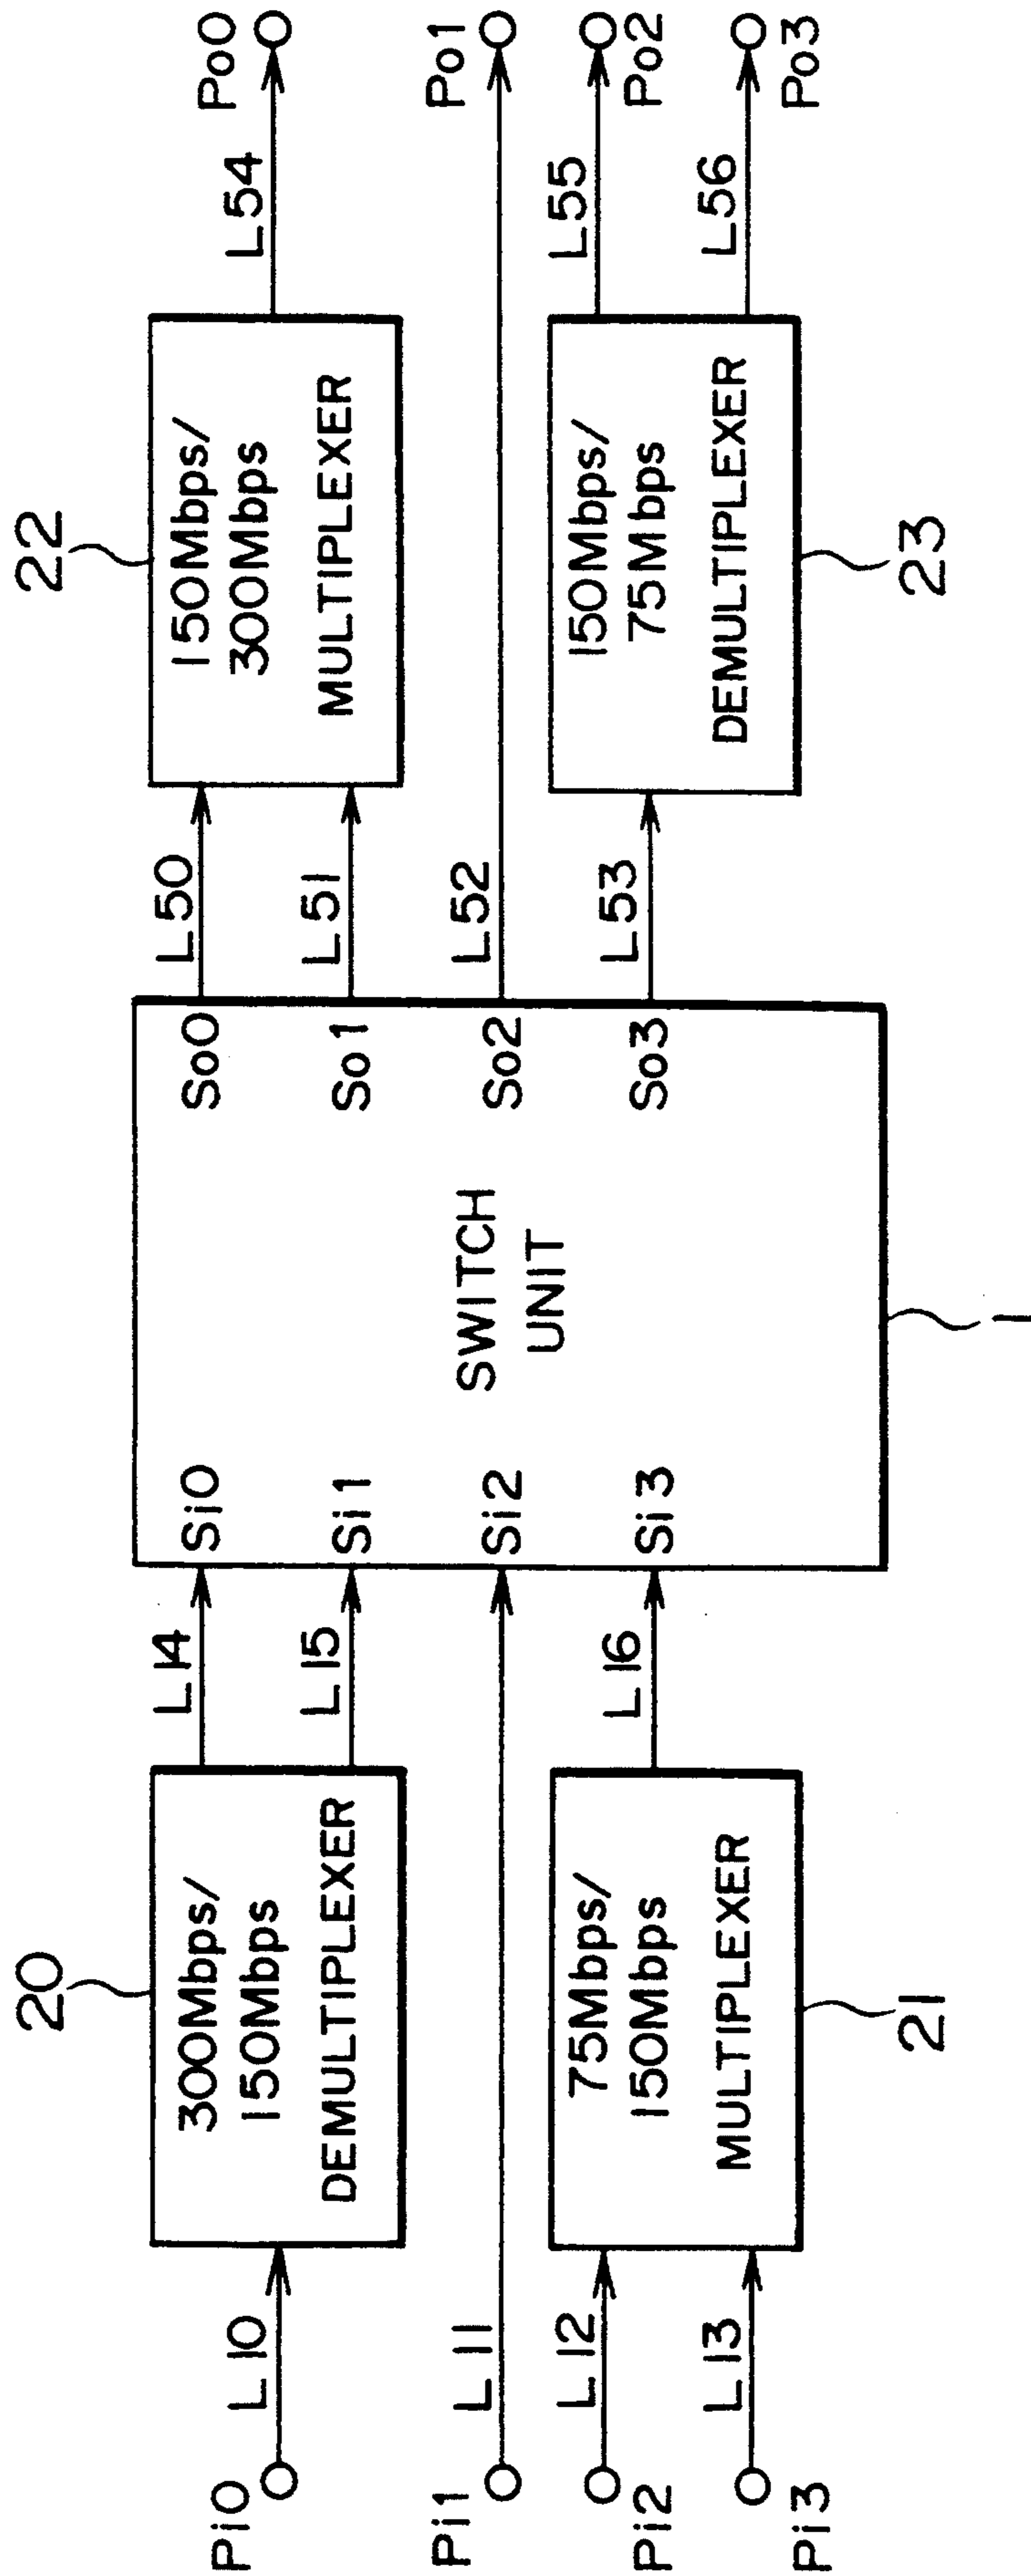 20
22
Pi0
L10
300Mbps/
150Mbps
DEMULTIPLEXER
L14
L15
Si0
Si1
Si2
Si3
SWITCH
UNIT
So0
So1
So2
So3
L50
L51
L52
L53
150Mbps/
300Mbps
MULTIPLEXER
L54
Po0
Po1
Pi1
L11
Pi2
L12
Pi3
L13
75Mbps/
150Mbps
MULTIPLEXER
L16
150Mbps/
75Mbps
DEMULTIPLEXER
L55
Po2
L56
Po3
21
1
23